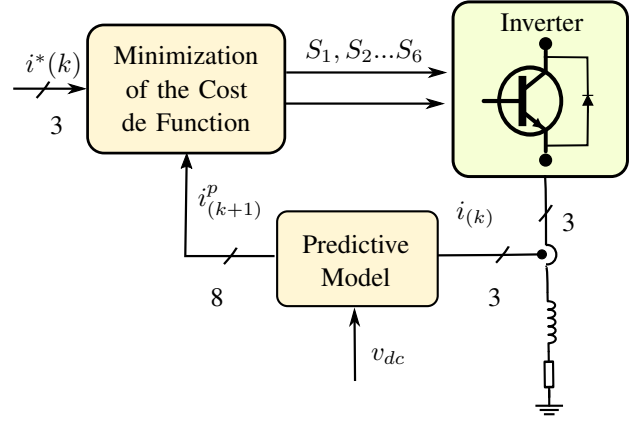 Inverter
Minimization
of the Cost
de Function
i*(k)
3
S₁, S₂...S₆
i^p_(k+1)
8
Predictive
Model
i_(k)
3
3
v_dc